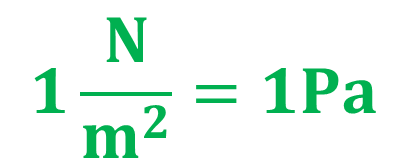 1 N/m² = 1Pa